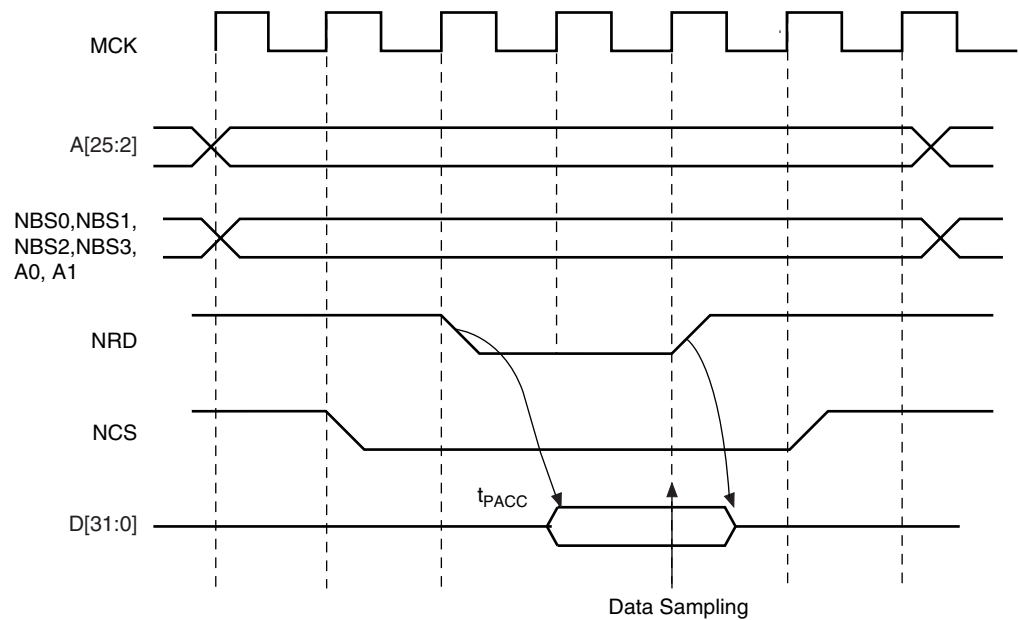 MCK
A[25:2]
NBS0,NBS1,
NBS2,NBS3,
A0, A1
NRD
NCS
tPACC
D[31:0]
Data Sampling